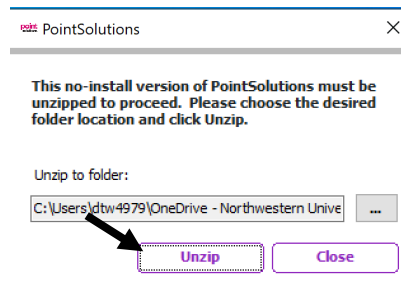 point PointSolutions
This no-install version of PointSolutions must be
unzipped to proceed. Please choose the desired
folder location and click Unzip.
Unzip to folder:
C:\Users\dtw4979\OneDrive - Northwestern Unive ...
Unzip Close